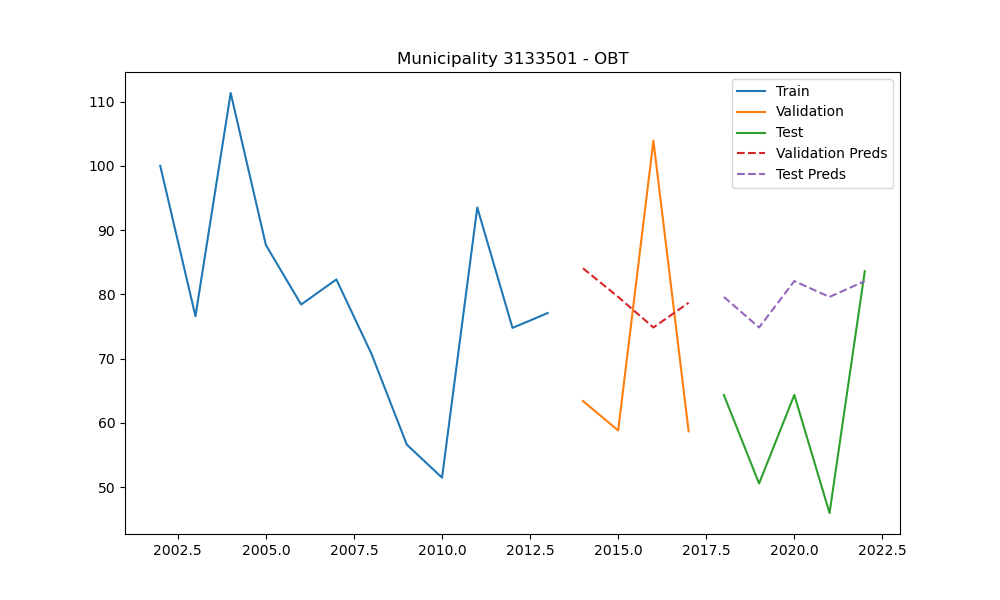 Municipality 3133501 - OBT
Train
Validation
Test
Validation Preds
Test Preds
110
100
90
80
70
60
50
2002.5 2005.0 2007.5 2010.0 2012.5 2015.0 2017.5 2020.0 2022.5